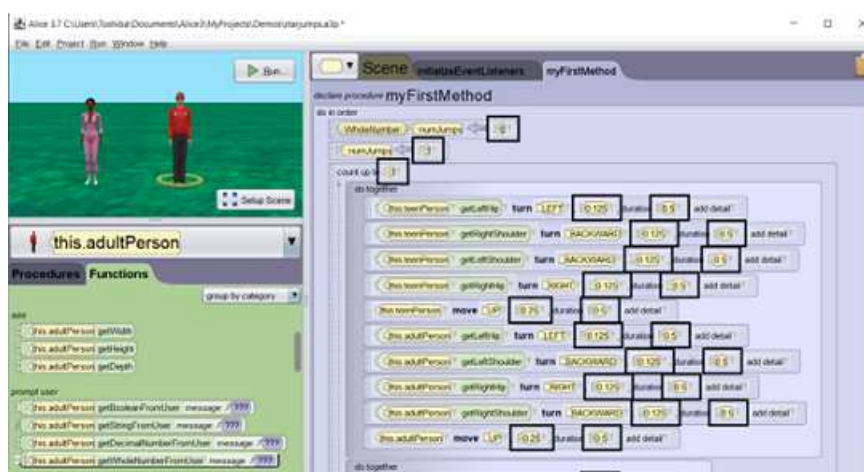 Alice 3.7 C:\Users\Toshiba\Documents\Alice3\MyProjects\Demos\starjumps.a3p *
File Edit Project Run Window Help
Run...
Setup Scene
this.adultPerson
Procedures Functions
group by category
size
this.adultPerson getWidth
this.adultPerson getHeight
this.adultPerson getDepth
prompt user
this.adultPerson getBooleanFromUser message ???
this.adultPerson getStringFromUser message ???
this.adultPerson getDecimalNumberFromUser message ???
this.adultPerson getWholeNumberFromUser message ???
Scene initializeEventListeners myFirstMethod
declare procedure myFirstMethod
do in order
WholeNumber numJumps
numJumps
count up to
do together
this.teenPerson getLeftHip turn LEFT 0.125 duration 0.5 add detail
this.teenPerson getRightShoulder turn BACKWARD 0.125 duration 0.5 add detail
this.teenPerson getLeftShoulder turn BACKWARD 0.125 duration 0.5 add detail
this.teenPerson getRightHip turn RIGHT 0.125 duration 0.5 add detail
this.teenPerson move UP 0.25 duration 0.5 add detail
this.adultPerson getLeftHip turn LEFT 0.125 duration 0.5 add detail
this.adultPerson getLeftShoulder turn BACKWARD 0.125 duration 0.5 add detail
this.adultPerson getRightHip turn RIGHT 0.125 duration 0.5 add detail
this.adultPerson getRightShoulder turn BACKWARD 0.125 duration 0.5 add detail
this.adultPerson move UP 0.25 duration 0.5 add detail
do together